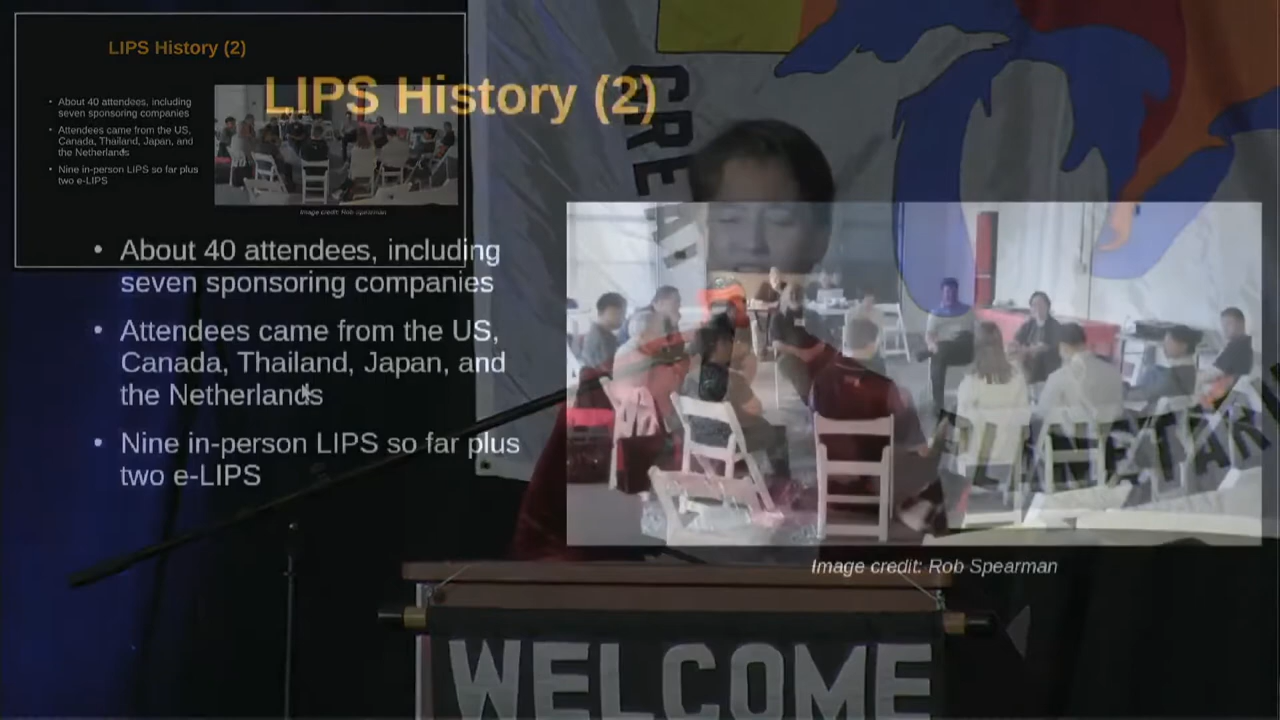 LIPS History (2)
About 40 attendees, including
seven sponsoring companies
Attendees came from the US,
Canada, Thailand, Japan, and
the Netherlands
Nine in-person LIPS so far plus
two e-LIPS
Image credit: Rob Spearman
LIPS History (2)
• About 40 attendees, including
seven sponsoring companies
• Attendees came from the US,
Canada, Thailand, Japan, and
the Netherlands
• Nine in-person LIPS so far plus
two e-LIPS
Image credit: Rob Spearman
GREAT
PLANETARI
WELCOME